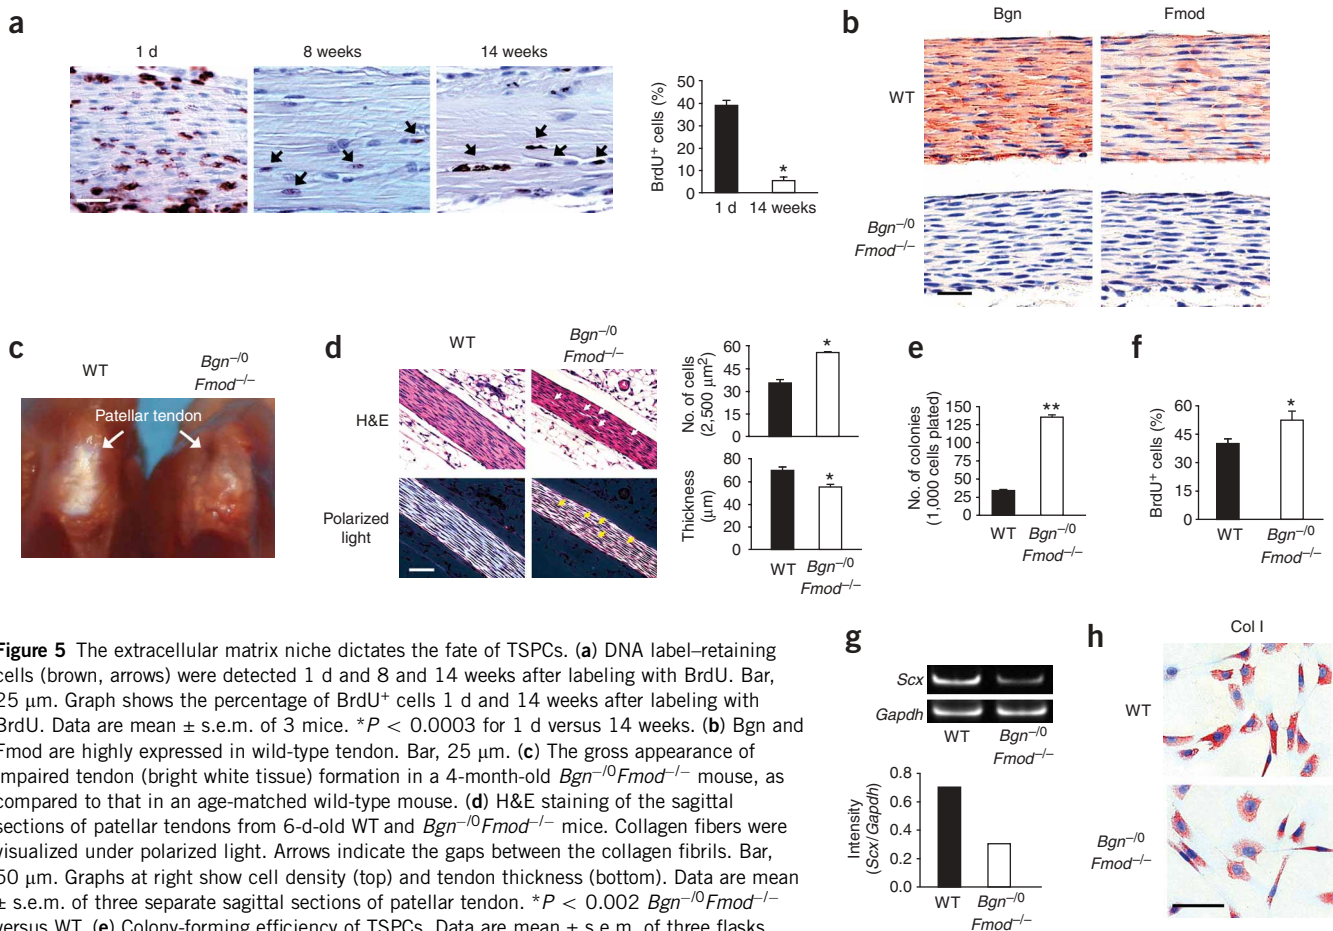 a
1 d
8 weeks
14 weeks
BrdU+ cells (%)
50
40
30
20
10
0
*
1 d 14 weeks
b
Bgn
Fmod
WT
Bgn–/0
Fmod–/–
c
WT
Bgn–/0
Fmod–/–
Patellar tendon
d
WT
Bgn–/0
Fmod–/–
H&E
Polarized
light
No. of cells
(2,500 μm2)
60
45
30
15
0
*
Thickness
(μm)
80
60
40
20
0
*
WT Bgn–/0
Fmod–/–
e
No. of colonies
(1,000 cells plated)
150
125
100
75
50
25
0
**
WT Bgn–/0
Fmod–/–
f
BrdU+ cells (%)
60
45
30
15
0
*
WT Bgn–/0
Fmod–/–
Figure 5 The extracellular matrix niche dictates the fate of TSPCs. (a) DNA label–retaining
cells (brown, arrows) were detected 1 d and 8 and 14 weeks after labeling with BrdU. Bar,
25 μm. Graph shows the percentage of BrdU+ cells 1 d and 14 weeks after labeling with
BrdU. Data are mean ± s.e.m. of 3 mice. *P < 0.0003 for 1 d versus 14 weeks. (b) Bgn and
Fmod are highly expressed in wild-type tendon. Bar, 25 μm. (c) The gross appearance of
impaired tendon (bright white tissue) formation in a 4-month-old Bgn–/0Fmod–/– mouse, as
compared to that in an age-matched wild-type mouse. (d) H&E staining of the sagittal
sections of patellar tendons from 6-d-old WT and Bgn–/0Fmod–/– mice. Collagen fibers were
visualized under polarized light. Arrows indicate the gaps between the collagen fibrils. Bar,
50 μm. Graphs at right show cell density (top) and tendon thickness (bottom). Data are mean
± s.e.m. of three separate sagittal sections of patellar tendon. *P < 0.002 Bgn–/0Fmod–/–
versus WT. (e) Colony-forming efficiency of TSPCs. Data are mean ± s.e.m. of three flasks
g
Scx
Gapdh
WT Bgn–/0
Fmod–/–
Intensity
(Scx/Gapdh)
0.8
0.6
0.4
0.2
0.0
WT Bgn–/0
Fmod–/–
h
Col I
WT
Bgn–/0
Fmod–/–